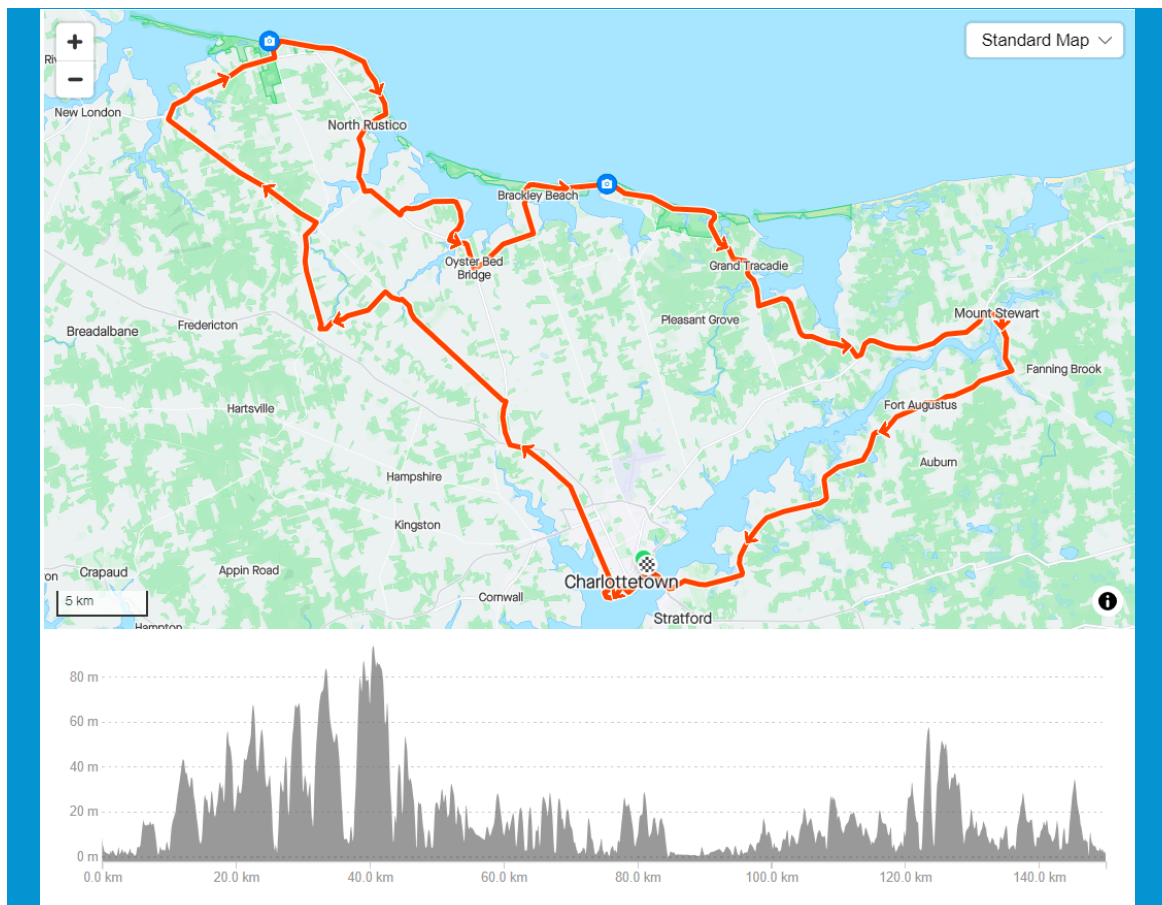 +
Standard Map
−
Riv
New London
North Rustico
Brackley Beach
Oyster Bed
Bridge
Grand Tracadie
Mount Stewart
Pleasant Grove
Breadalbane
Fredericton
Fanning Brook
Hartsville
Fort Augustus
Auburn
Hampshire
Kingston
on
Crapaud
Appin Road
Charlottetown
Cornwall
5 km
Stratford
Hampton
80 m
60 m
40 m
20 m
0 m
0.0 km 20.0 km 40.0 km 60.0 km 80.0 km 100.0 km 120.0 km 140.0 km